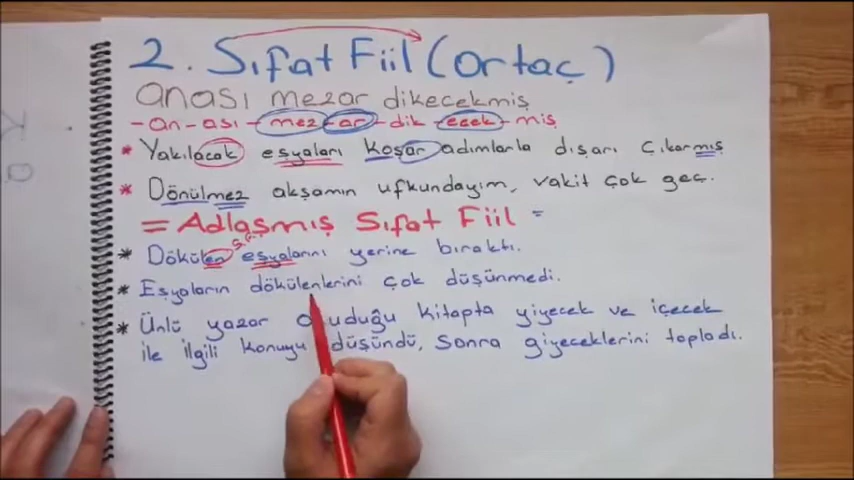 2. Sıfat Fiil (Ortaç)
anası mezar dikecekmiş
-an-ası-mez-ar-dik-ecek-miş
* Yakılacak eşyaları koşar adımlarla dışarı çıkarmış
* Dönülmez akşamın ufkundayım, vakit çok geç.
= Adlaşmış Sıfat Fiil =
S.F.
* Dökülen eşyalarını yerine bıraktı.
* Eşyaların dökülenlerini çok düşünmedi.
* Ünlü yazar kitapta yiyecek ve içecek
ile ilgili konuyu düşündü, sonra giyeceklerini topladı.